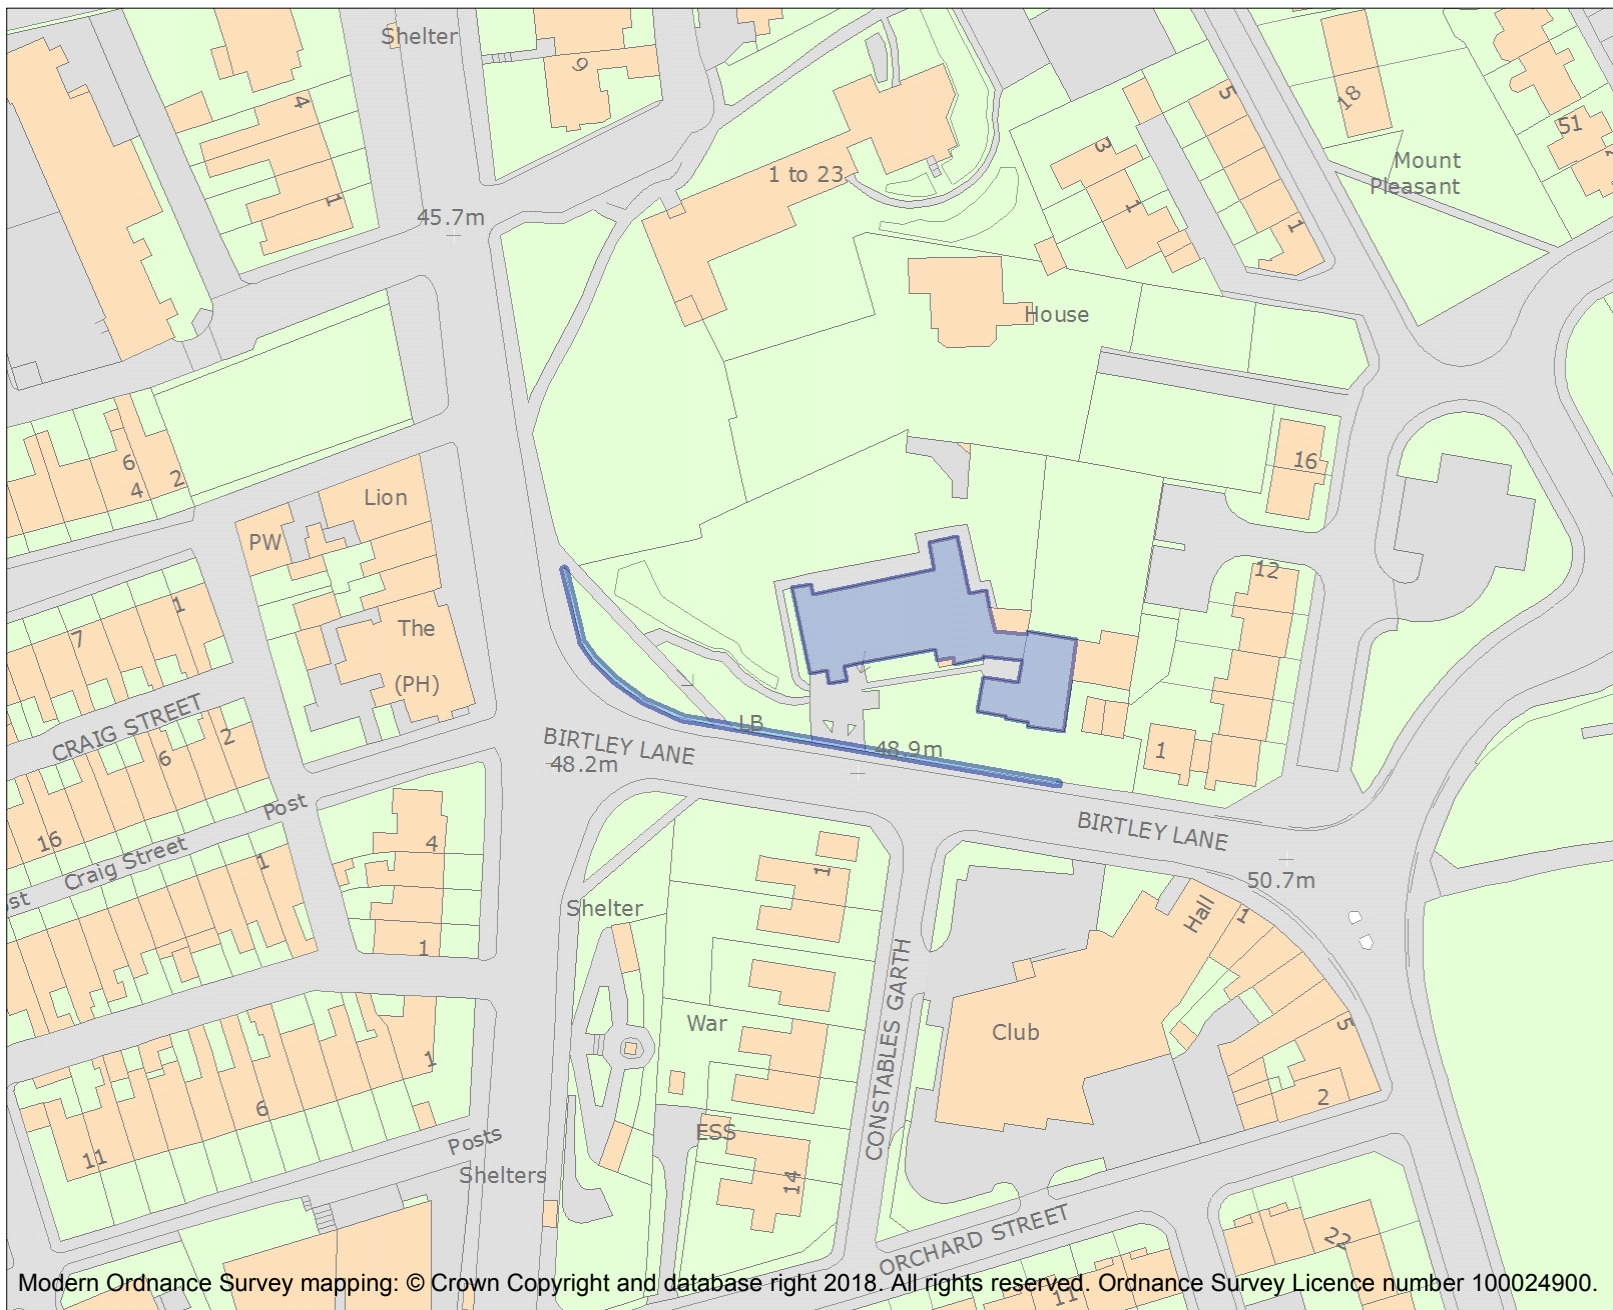 Shelter
9
4
1
45.7m
1 to 23
3
1
5
1
18
51
Mount
Pleasant
House
6
4
2
Lion
PW
16
12
1
7
The
(PH)
CRAIG STREET
2
6
16
Craig Street
Post
BIRTLEY LANE
48.2m
LB
48.9m
1
BIRTLEY LANE
50.7m
4
1
1
st
Shelter
1
Hall
1
CONSTABLES GARTH
War
Club
5
2
1
6
11
Posts
Shelters
ESS
14
ORCHARD STREET
22
11
Modern Ordnance Survey mapping: © Crown Copyright and database right 2018. All rights reserved. Ordnance Survey Licence number 100024900.